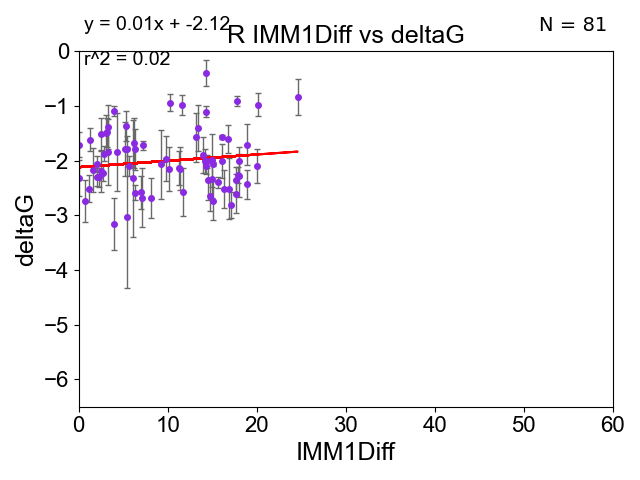 y = 0.01x + -2.12
N = 81
R IMM1Diff vs deltaG
r^2 = 0.02
0
−1
−2
−3
−4
−5
−6
deltaG
0 10 20 30 40 50 60
IMM1Diff